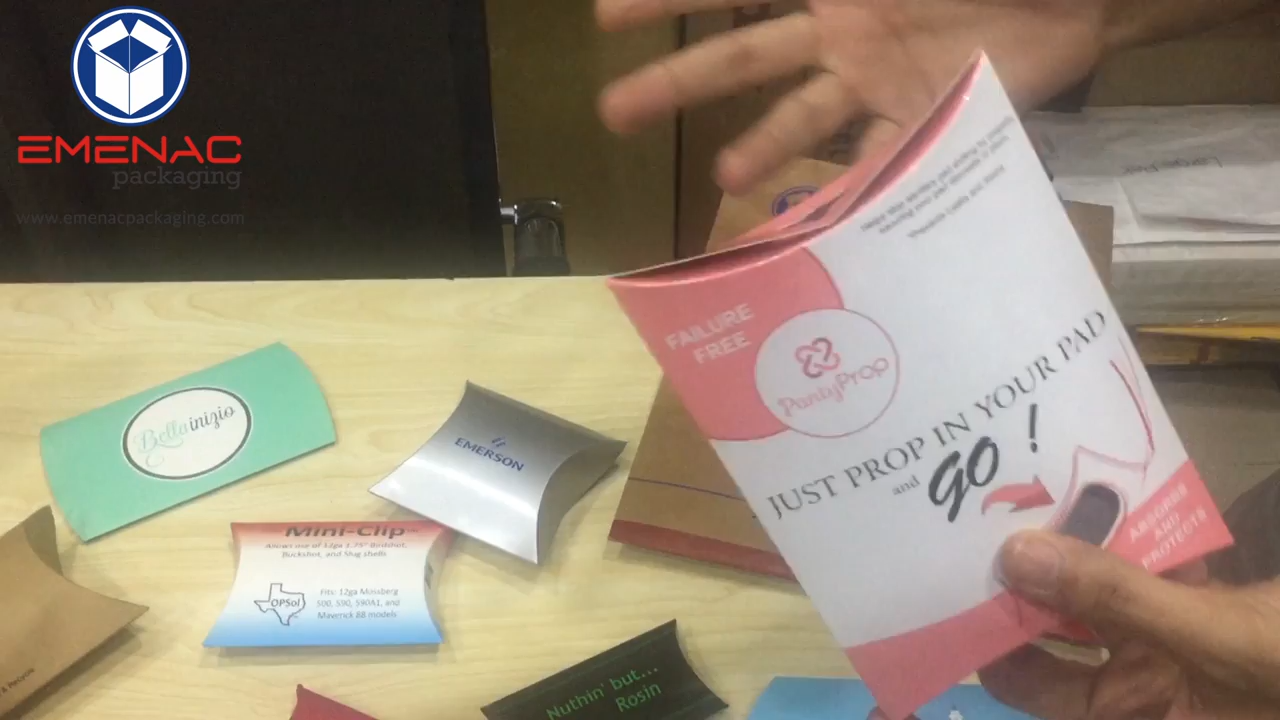 EMENAC
packaging
www.emenacpackaging.com
FAILURE
FREE
PantyProp
JUST PROP IN YOUR PAD
and
GO !
ABSORBS
AND
PROTECTS
Bellainizio
EMERSON
Mini-Clip
Allows use of 12ga 1.75" Birdshot,
Buckshot, and Slug shells
OPSol
Fits: 12ga Mossberg
500, 590, 590A1, and
Maverick 88 models
Nuthin' but...
Rosin